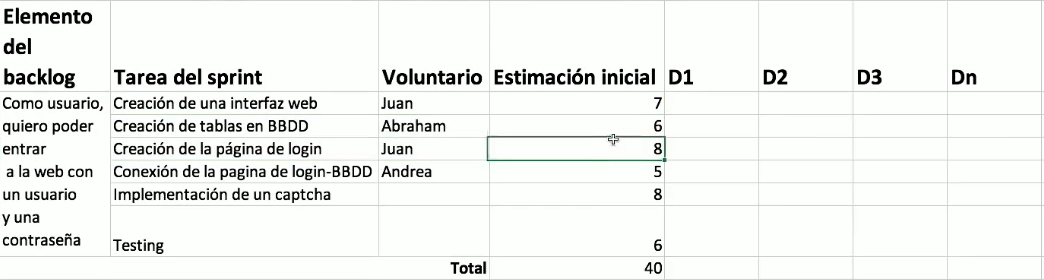 Elemento
del
backlog Tarea del sprint Voluntario Estimación inicial D1 D2 D3 Dn
Como usuario, Creación de una interfaz web Juan 7
quiero poder Creación de tablas en BBDD Abraham 6
entrar Creación de la página de login Juan 8
a la web con Conexión de la pagina de login-BBDD Andrea 5
un usuario Implementación de un captcha 8
y una
contraseña Testing 6
Total 40